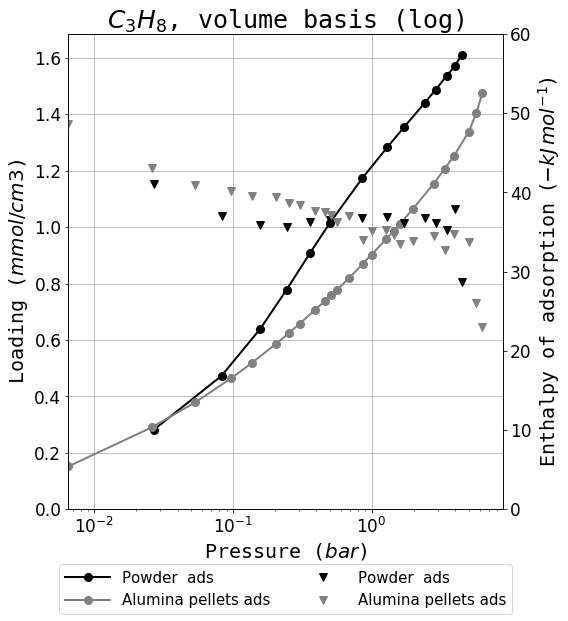 C₃H₈, volume basis (log)
Loading (mmol/cm3)
1.6
1.4
1.2
1.0
0.8
0.6
0.4
0.2
0.0
60
50
40
30
20
10
0
Enthalpy of adsorption (−kJ mol⁻¹)
10⁻² 10⁻¹ 10⁰
Pressure (bar)
Powder ads Powder ads
Alumina pellets ads Alumina pellets ads